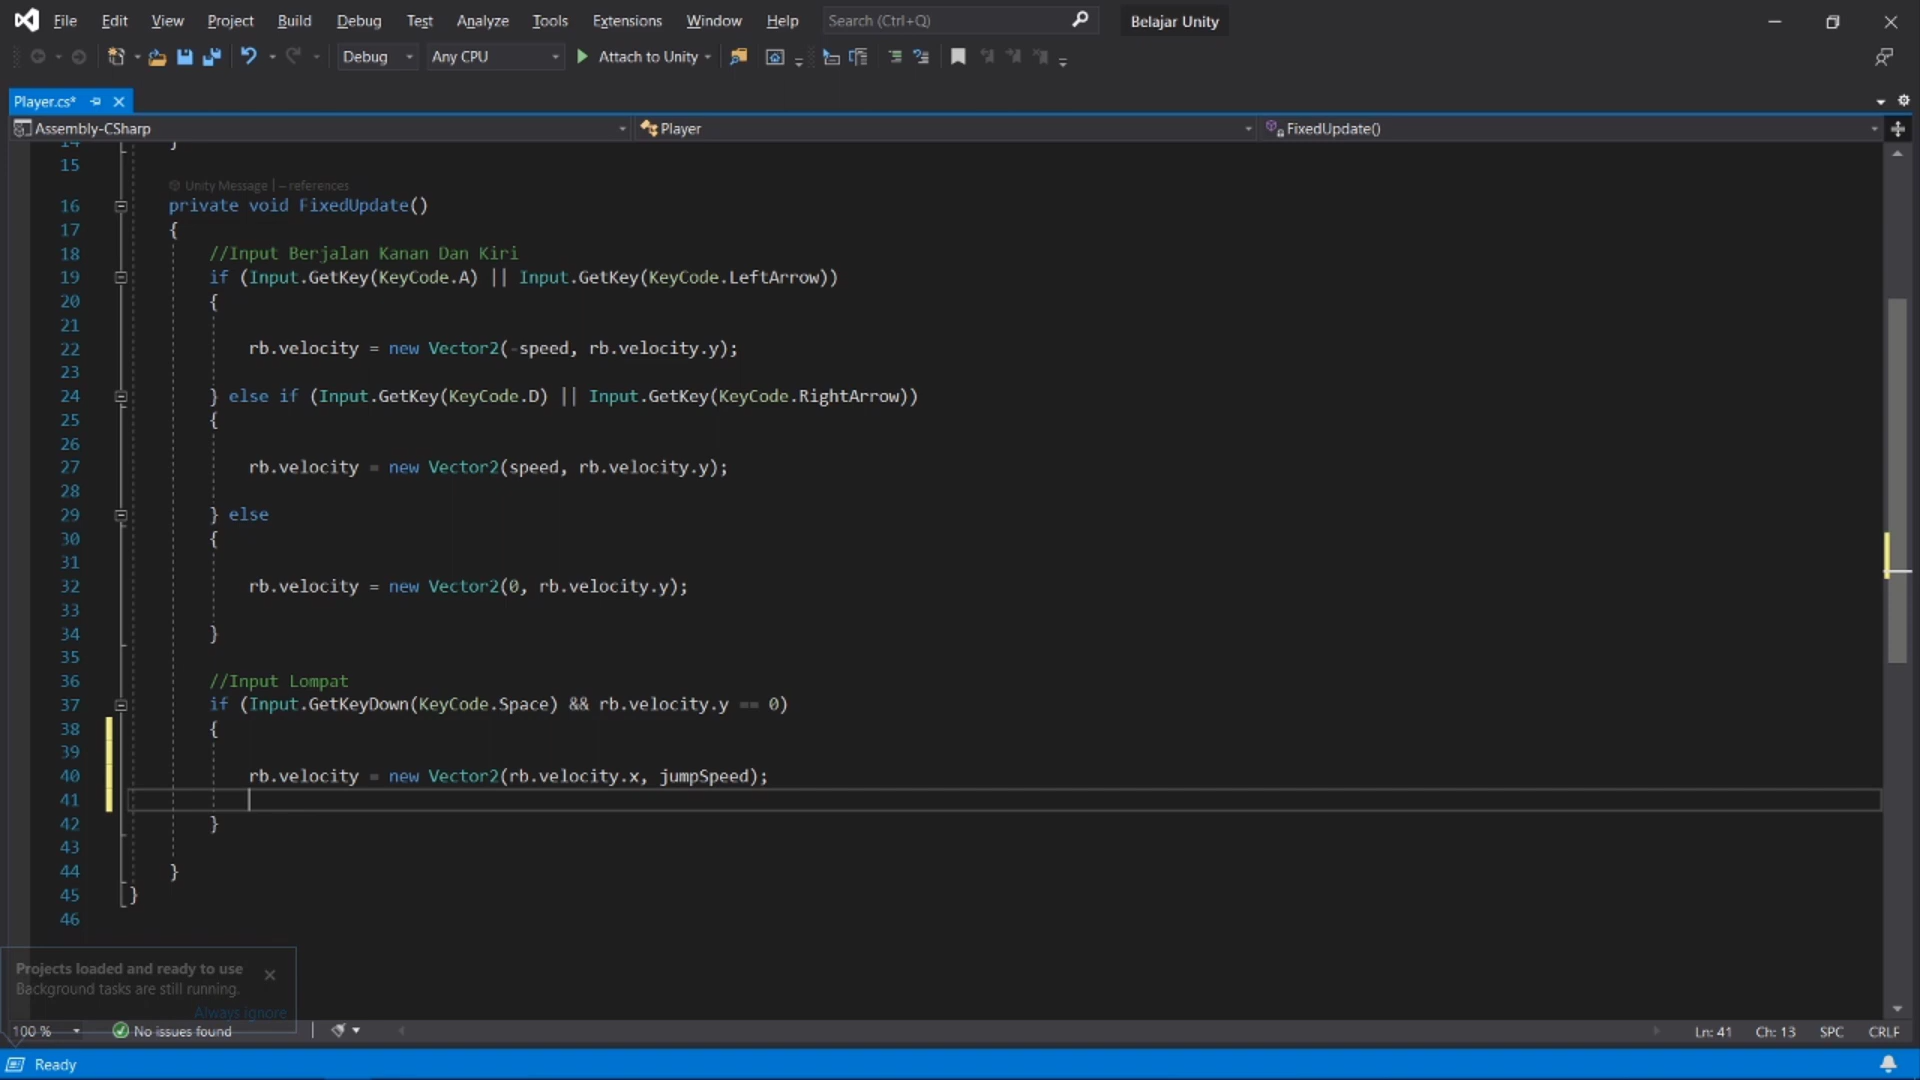 File Edit View Project Build Debug Test Analyze Tools Extensions Window Help Search (Ctrl+Q) Belajar Unity
Debug Any CPU Attach to Unity
Player.cs*
Assembly-CSharp Player FixedUpdate()
14 }
15
Unity Message | – references
16 private void FixedUpdate()
17 {
18 //Input Berjalan Kanan Dan Kiri
19 if (Input.GetKey(KeyCode.A) || Input.GetKey(KeyCode.LeftArrow))
20 {
21
22 rb.velocity = new Vector2(-speed, rb.velocity.y);
23
24 } else if (Input.GetKey(KeyCode.D) || Input.GetKey(KeyCode.RightArrow))
25 {
26
27 rb.velocity = new Vector2(speed, rb.velocity.y);
28
29 } else
30 {
31
32 rb.velocity = new Vector2(0, rb.velocity.y);
33
34 }
35
36 //Input Lompat
37 if (Input.GetKeyDown(KeyCode.Space) && rb.velocity.y == 0)
38 {
39
40 rb.velocity = new Vector2(rb.velocity.x, jumpSpeed);
41
42 }
43
44 }
45 }
46
Projects loaded and ready to use
Background tasks are still running.
Always ignore
100 % No issues found Ln: 41 Ch: 13 SPC CRLF
Ready